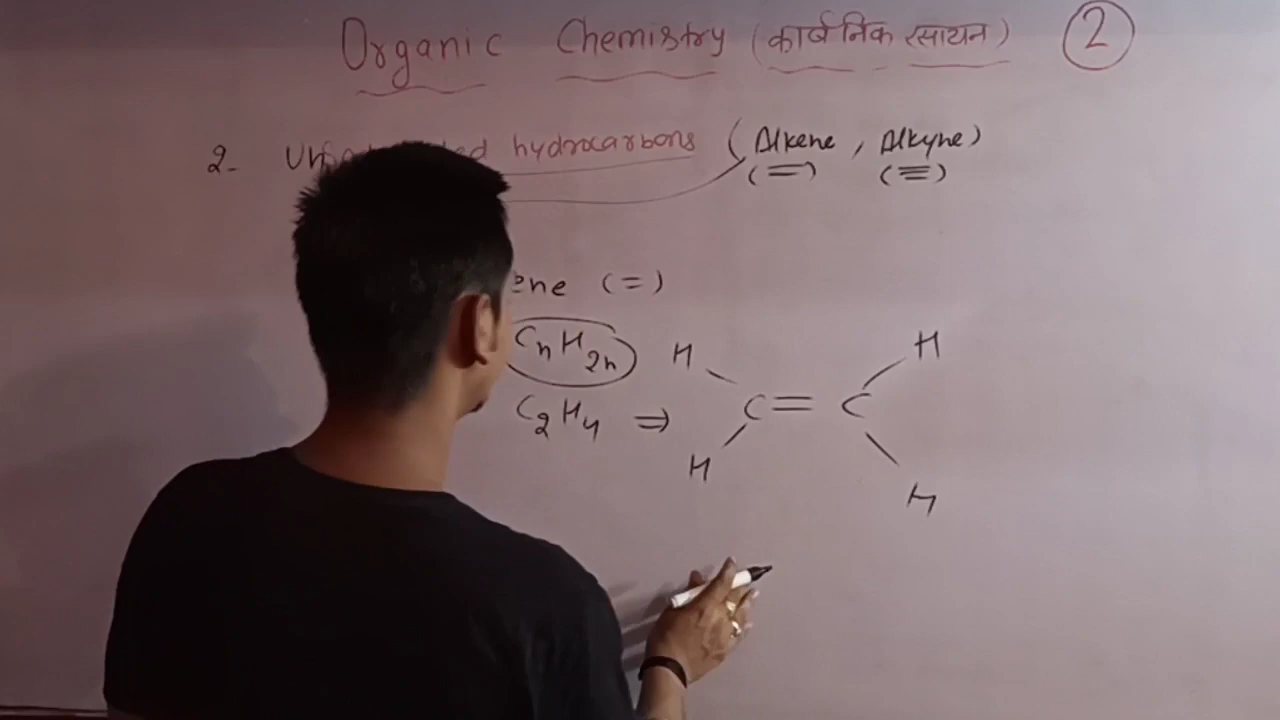 Organic Chemistry (कार्बनिक रसायन) 2
2- hydrocarbons (Alkene, Alkyne)
(=) (≡)
ene (=)
CnH2n H H
C2H4 ⇒ C = C
H H